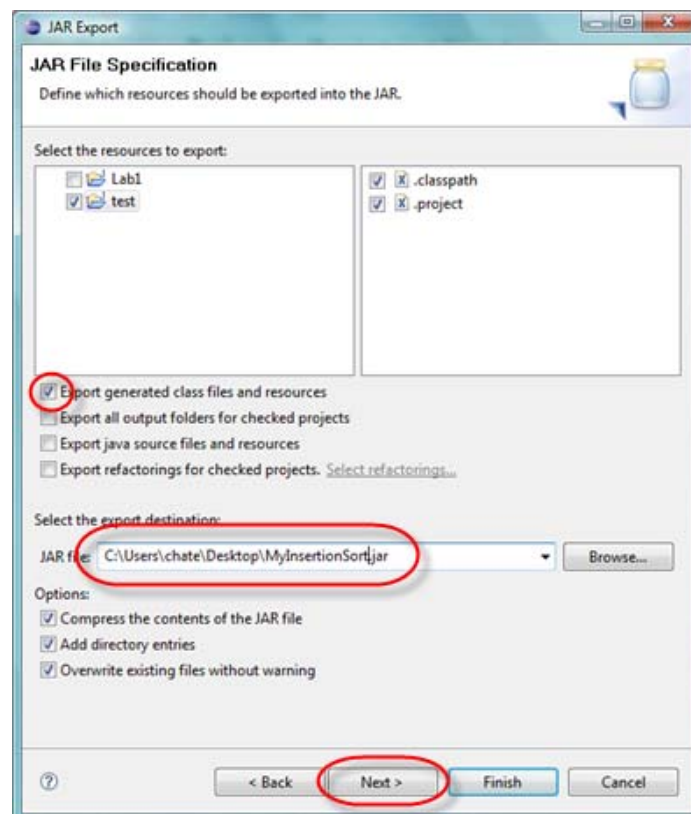 JAR Export
JAR File Specification
Define which resources should be exported into the JAR.
Select the resources to export:
Lab1
test
.classpath
.project
Export generated class files and resources
Export all output folders for checked projects
Export java source files and resources
Export refactorings for checked projects. Select refactorings...
Select the export destination:
JAR file: C:\Users\chate\Desktop\MyInsertionSort.jar Browse...
Options:
Compress the contents of the JAR file
Add directory entries
Overwrite existing files without warning
? < Back Next > Finish Cancel